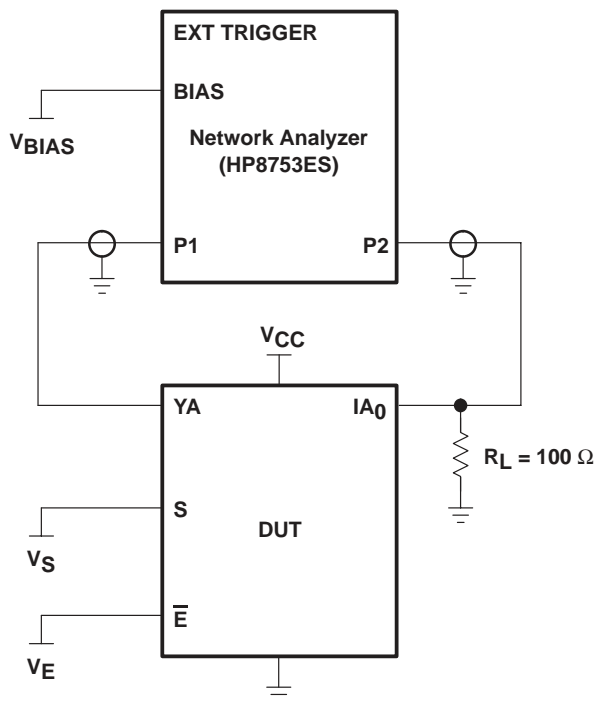 EXT TRIGGER
BIAS
VBIAS
Network Analyzer
(HP8753ES)
P1
P2
VCC
YA
IA0
RL = 100 Ω
S
DUT
VS
E̅
VE